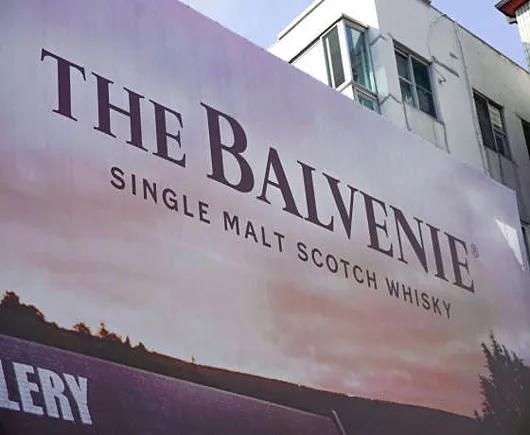 THE BALVENIE®
SINGLE MALT SCOTCH WHISKY
LERY